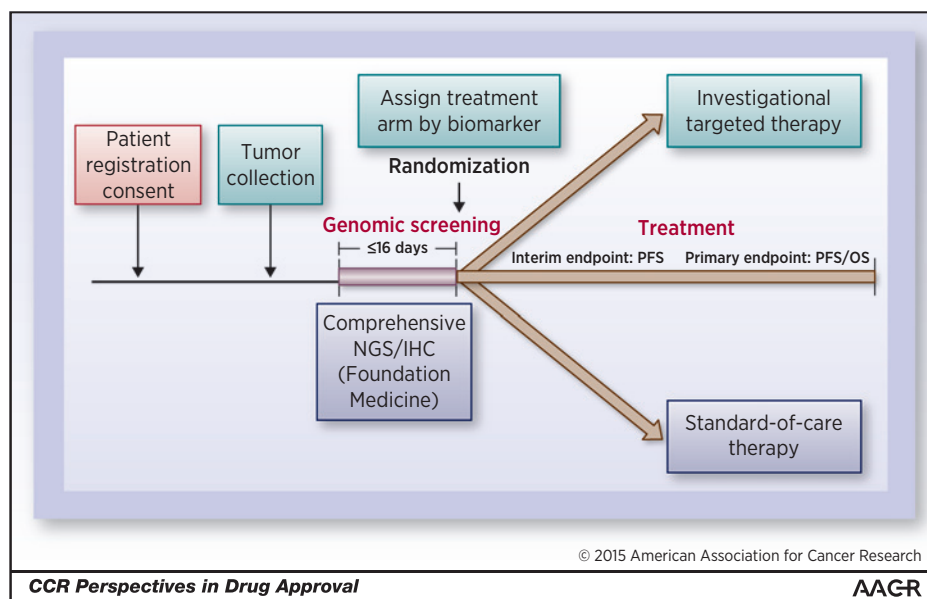 Patient
registration
consent
Tumor
collection
Assign treatment
arm by biomarker
Randomization
Genomic screening
≤16 days
Comprehensive
NGS/IHC
(Foundation
Medicine)
Investigational
targeted therapy
Treatment
Interim endpoint: PFS
Primary endpoint: PFS/OS
Standard-of-care
therapy
© 2015 American Association for Cancer Research
CCR Perspectives in Drug Approval
AACR